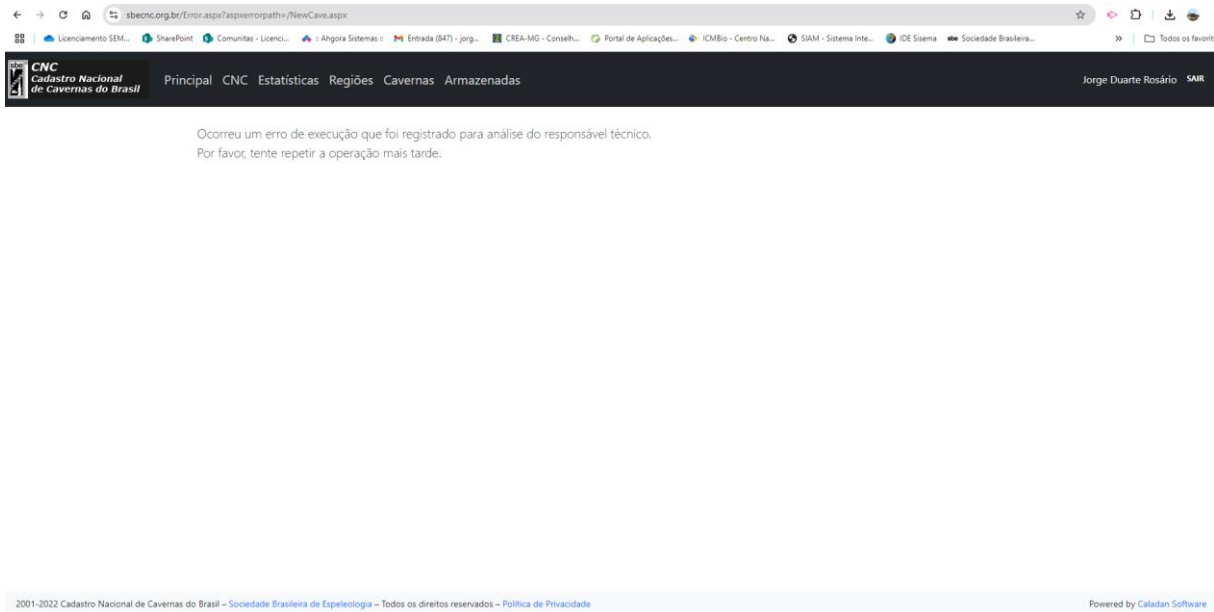 sbecnc.org.br/Error.aspx?aspxerrorpath=/NewCave.aspx
Licenciamento SEM... SharePoint Comunitas - Licenci... :: Ahgora Sistemas :: Entrada (847) - jorg... CREA-MG - Conselh... Portal de Aplicações... ICMBio - Centro Na... SIAM - Sistema Inte... IDE Sisema sbe Sociedade Brasileira... » Todos os favorit
sbe CNC
Cadastro Nacional
de Cavernas do Brasil
Principal CNC Estatísticas Regiões Cavernas Armazenadas Jorge Duarte Rosário SAIR
Ocorreu um erro de execução que foi registrado para análise do responsável técnico.
Por favor, tente repetir a operação mais tarde.
2001-2022 Cadastro Nacional de Cavernas do Brasil – Sociedade Brasileira de Espeleologia – Todos os direitos reservados – Política de Privacidade Powered by Caladan Software